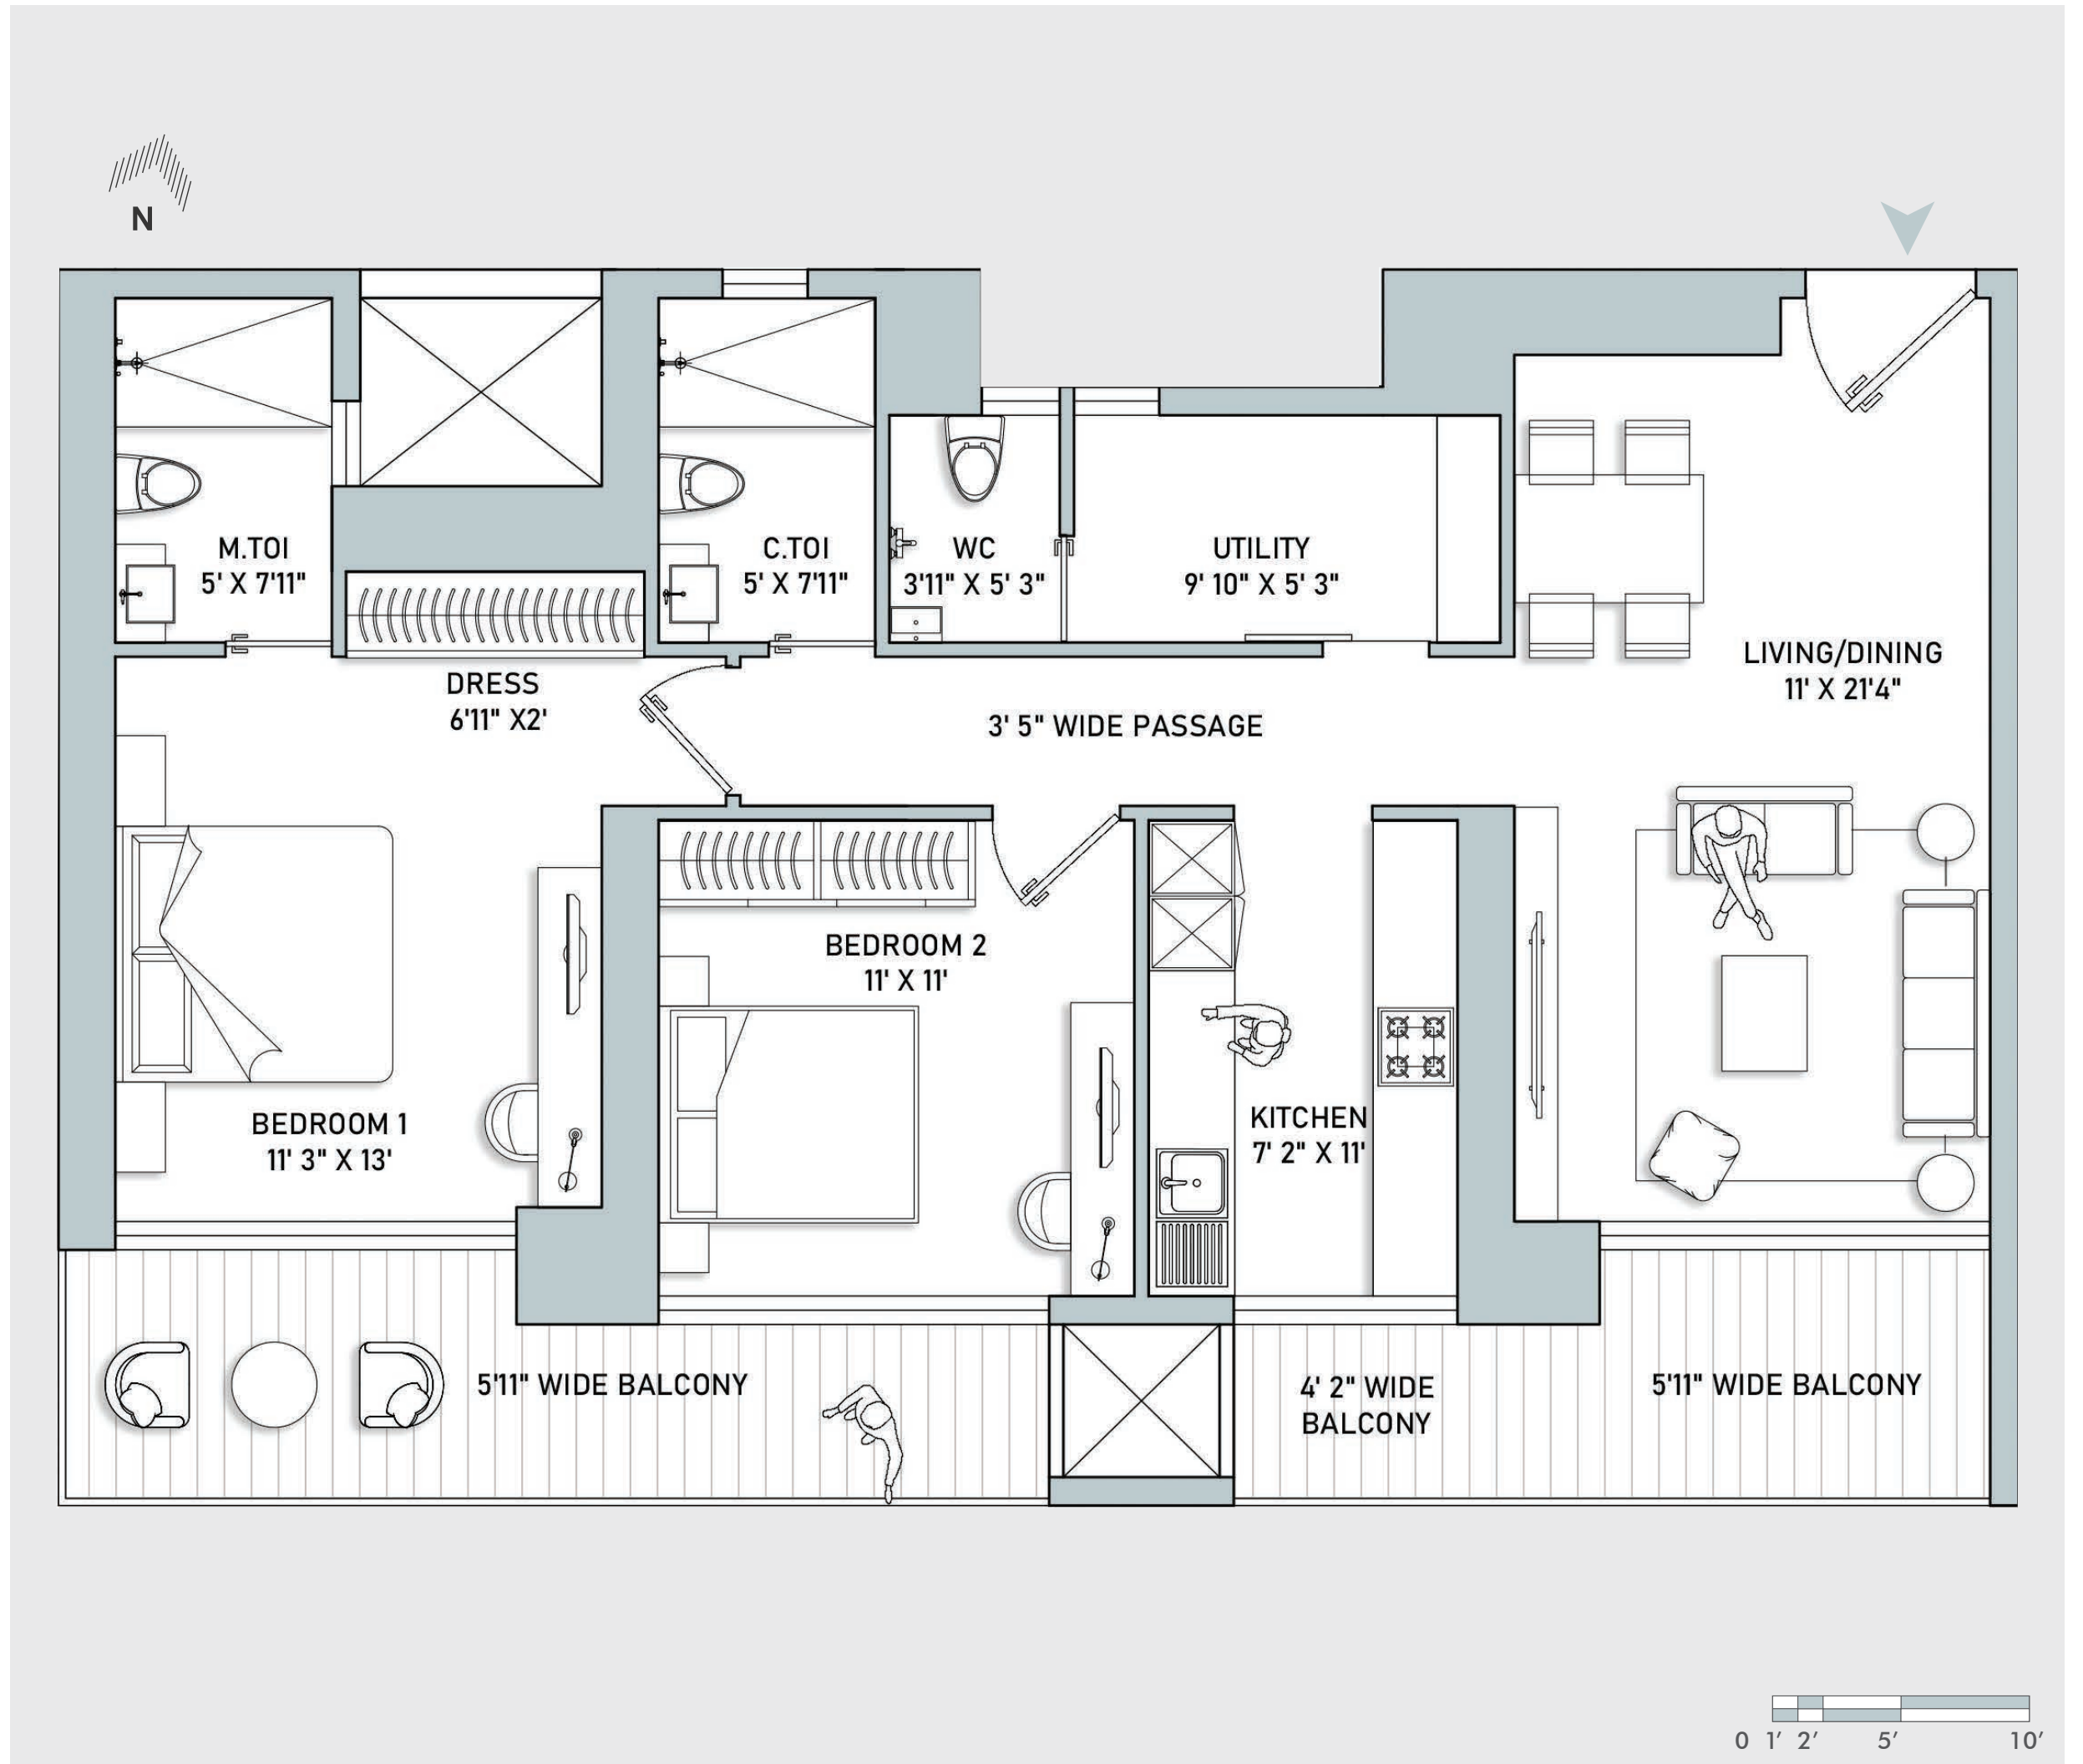 N
M.TOI
5' X 7'11"
C.TOI
5' X 7'11"
WC
3'11" X 5' 3"
UTILITY
9' 10" X 5' 3"
LIVING/DINING
11' X 21'4"
DRESS
6'11" X2'
3' 5" WIDE PASSAGE
BEDROOM 2
11' X 11'
BEDROOM 1
11' 3" X 13'
KITCHEN
7' 2" X 11'
5'11" WIDE BALCONY
4' 2" WIDE
BALCONY
5'11" WIDE BALCONY
0 1′ 2′ 5′ 10′